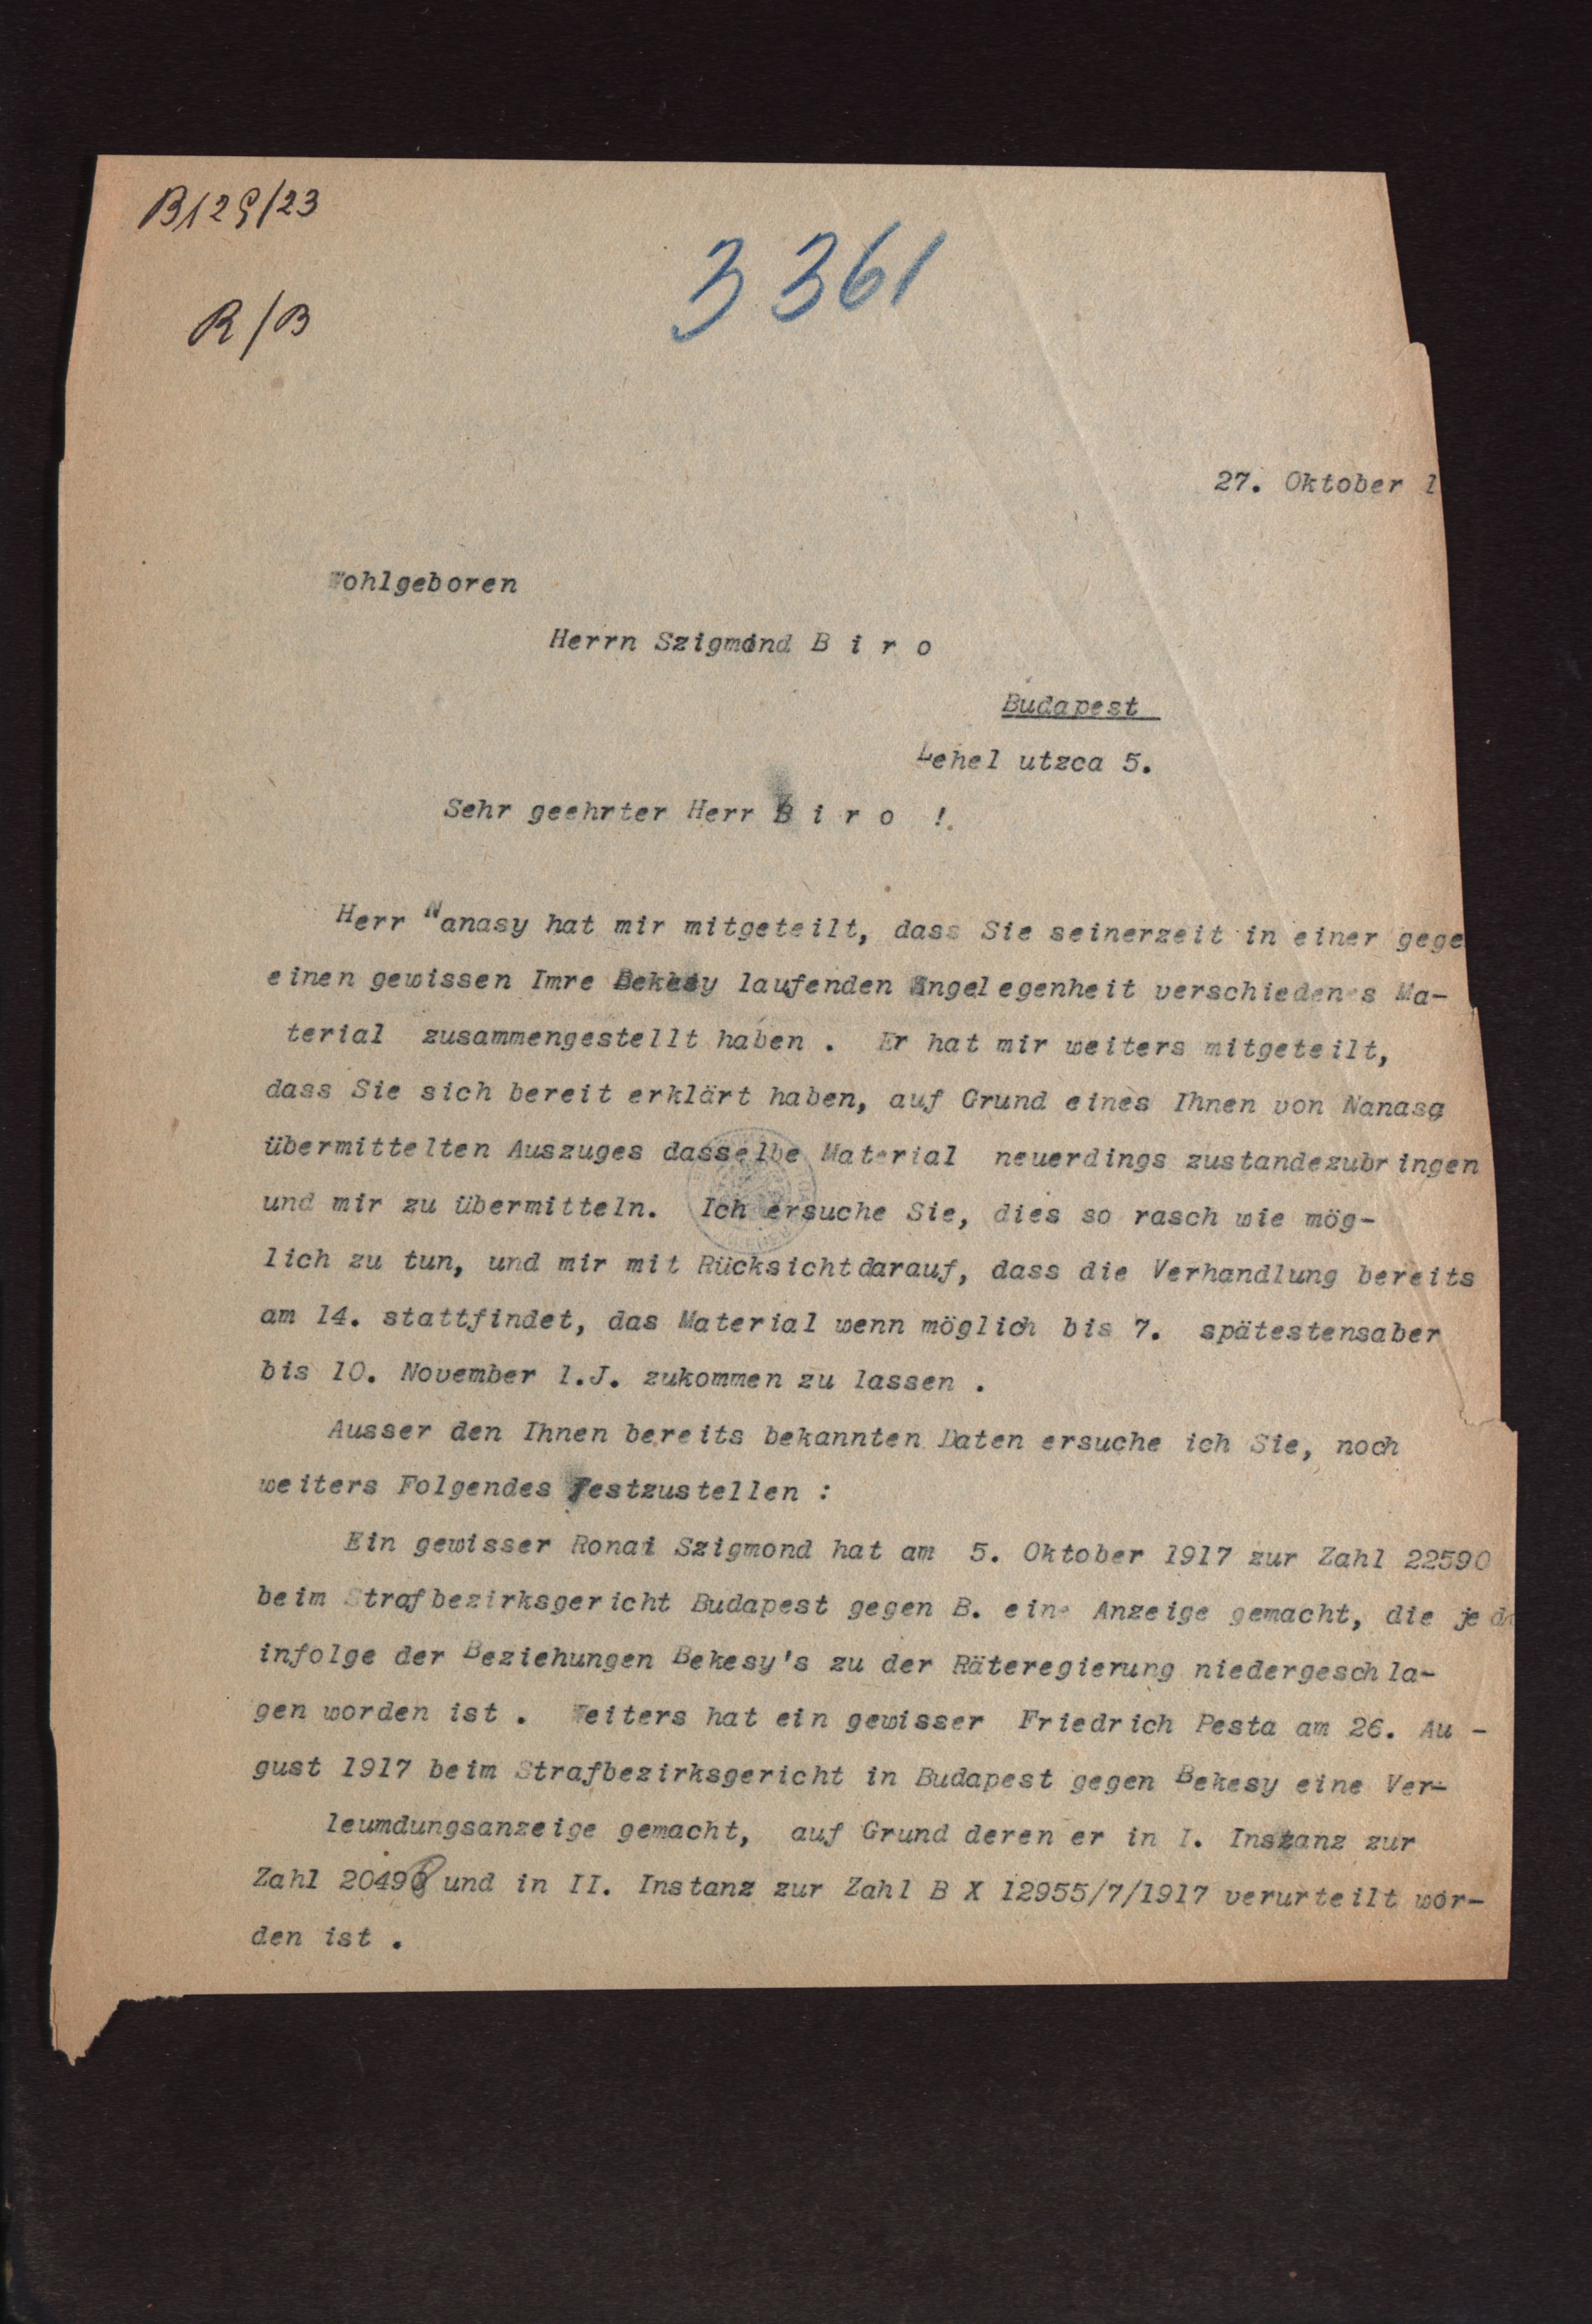 B129/23
3361
R/B
27. Oktober 1
Wohlgeboren
Herrn Szigmond B i r o
Budapest
Lehel utzca 5.
Sehr geehrter Herr B i r o !
Herr Nanasy hat mir mitgeteilt, dass Sie seinerzeit in einer gege
einen gewissen Imre Bekesy laufenden Angelegenheit verschiedenes Ma-
terial zusammengestellt haben . Er hat mir weiters mitgeteilt,
dass Sie sich bereit erklärt haben, auf Grund eines Ihnen von Nanasg
übermittelten Auszuges dasselbe Material neuerdings zustandezubringen
und mir zu übermitteln. Ich ersuche Sie, dies so rasch wie mög-
lich zu tun, und mir mit Rücksicht darauf, dass die Verhandlung bereits
am 14. stattfindet, das Material wenn möglich bis 7. spätestensaber
bis 10. November l.J. zukommen zu lassen .
Ausser den Ihnen bereits bekannten Daten ersuche ich Sie, noch
weiters Folgendes festzustellen :
Ein gewisser Ronai Szigmond hat am 5. Oktober 1917 zur Zahl 22590
beim Strafbezirksgericht Budapest gegen B. eine Anzeige gemacht, die jed
infolge der Beziehungen Bekesy's zu der Räteregierung niedergeschla-
gen worden ist . Weiters hat ein gewisser Friedrich Pesta am 26. Au -
gust 1917 beim Strafbezirksgericht in Budapest gegen Bekesy eine Ver-
leumdungsanzeige gemacht, auf Grund deren er in I. Instanz zur
Zahl 20498 und in II. Instanz zur Zahl B X 12955/7/1917 verurteilt wor-
den ist .